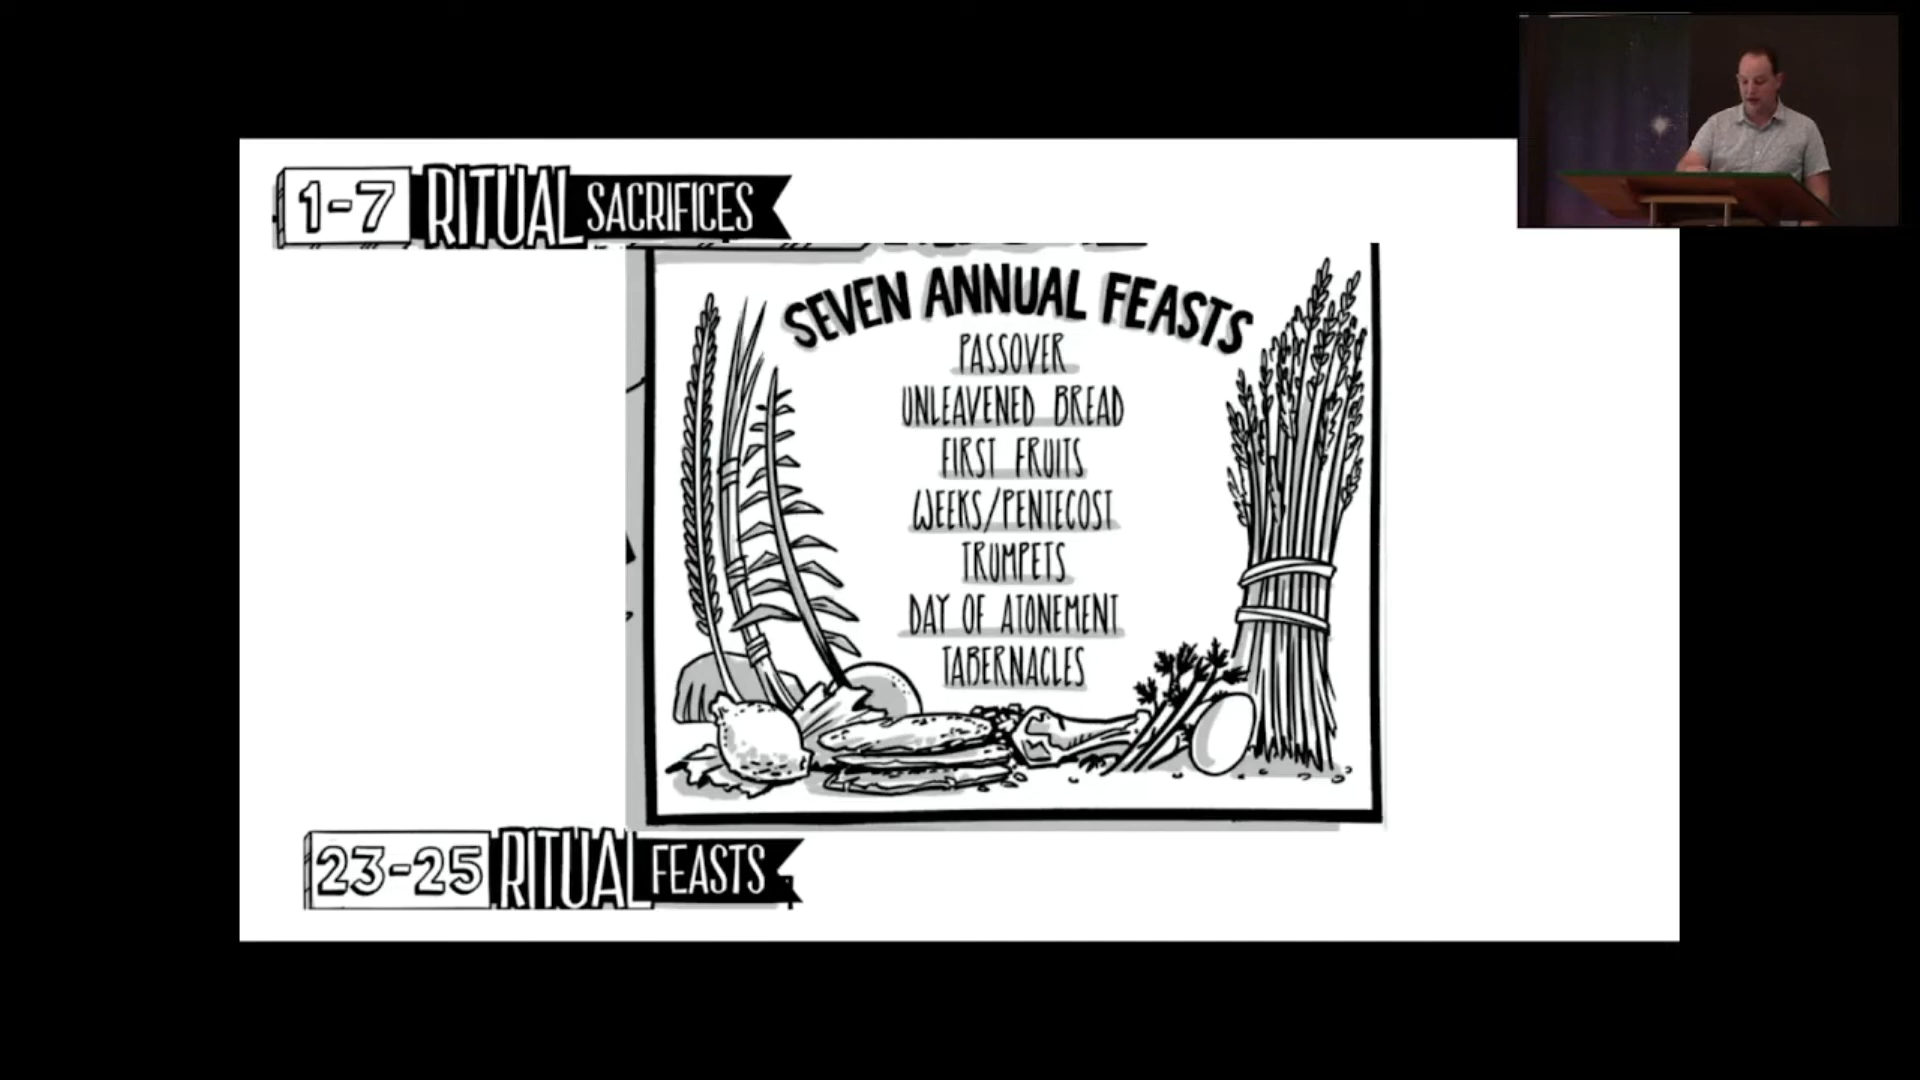 1-7 RITUAL SACRIFICES
SEVEN ANNUAL FEASTS
PASSOVER
UNLEAVENED BREAD
FIRST FRUITS
WEEKS/PENTECOST
TRUMPETS
DAY OF ATONEMENT
TABERNACLES
23-25 RITUAL FEASTS